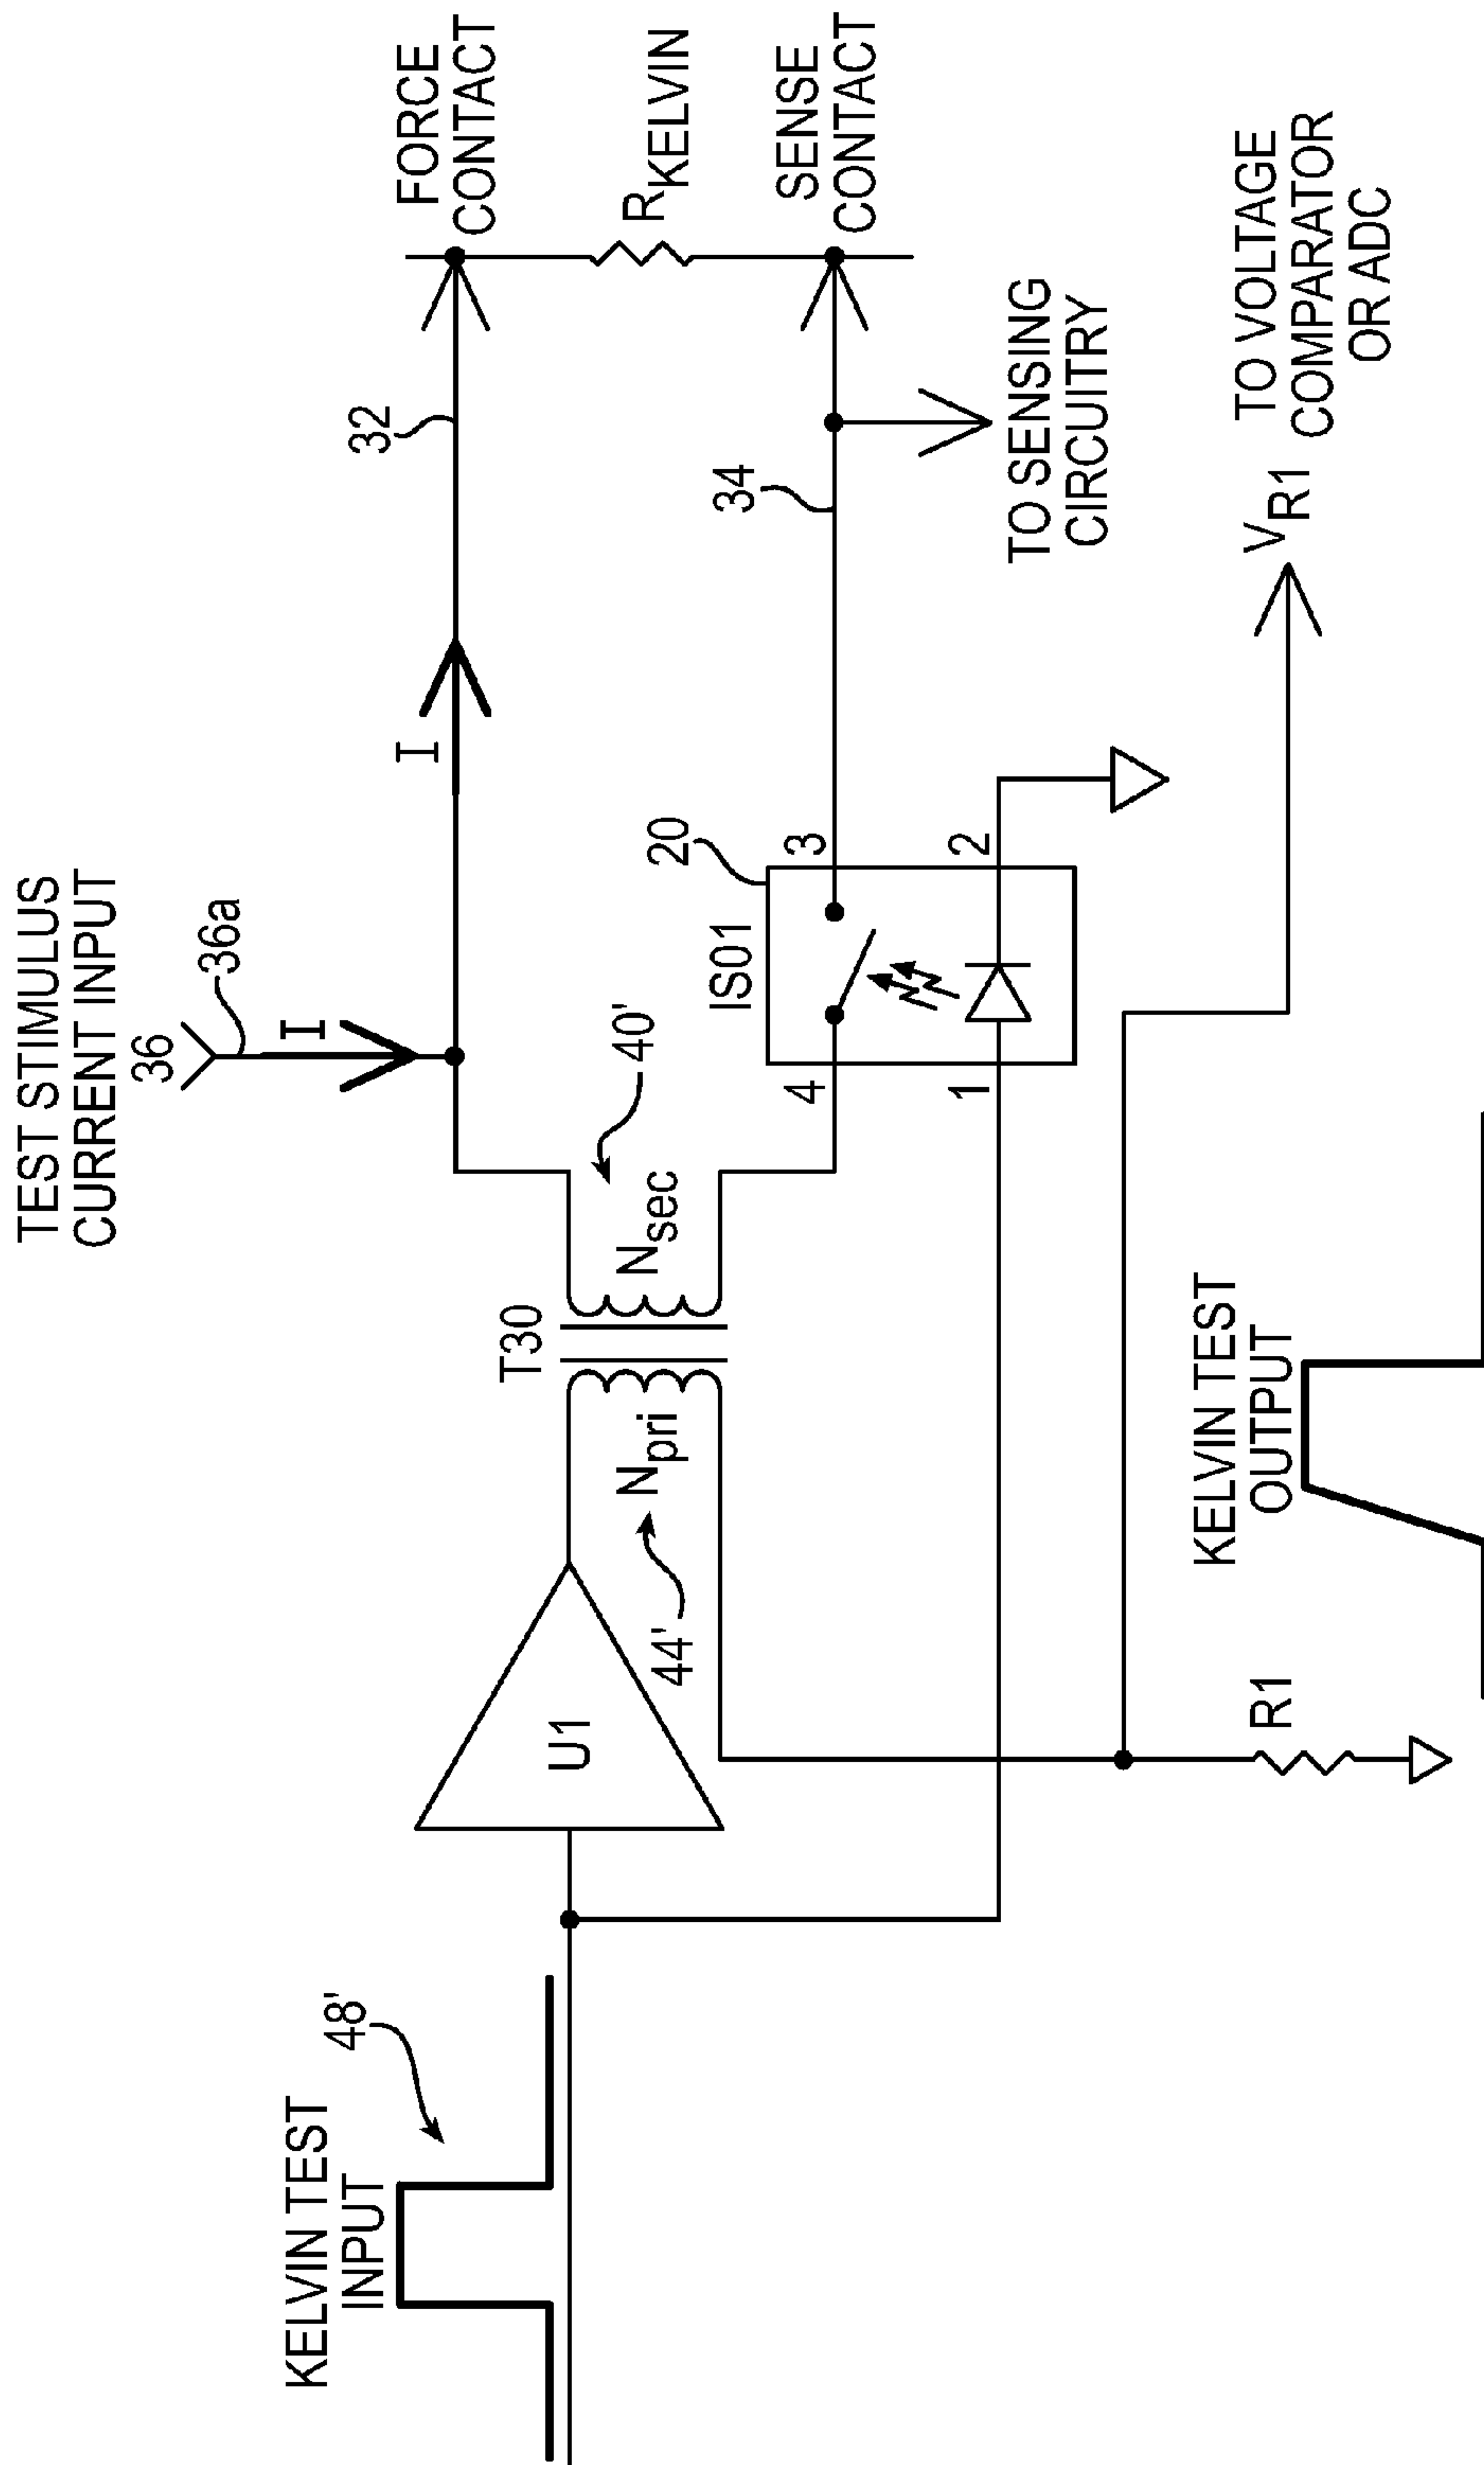 TEST STIMULUS
CURRENT INPUT
36
36a
I
I
32
FORCE
CONTACT
RKELVIN
SENSE
CONTACT
34
TO SENSING
CIRCUITRY
KELVIN TEST
INPUT
48'
U1
T30
Npri
44'
Nsec
40'
ISO1
20
4
3
1
2
VR1
TO VOLTAGE
COMPARATOR
OR ADC
R1
KELVIN TEST
OUTPUT